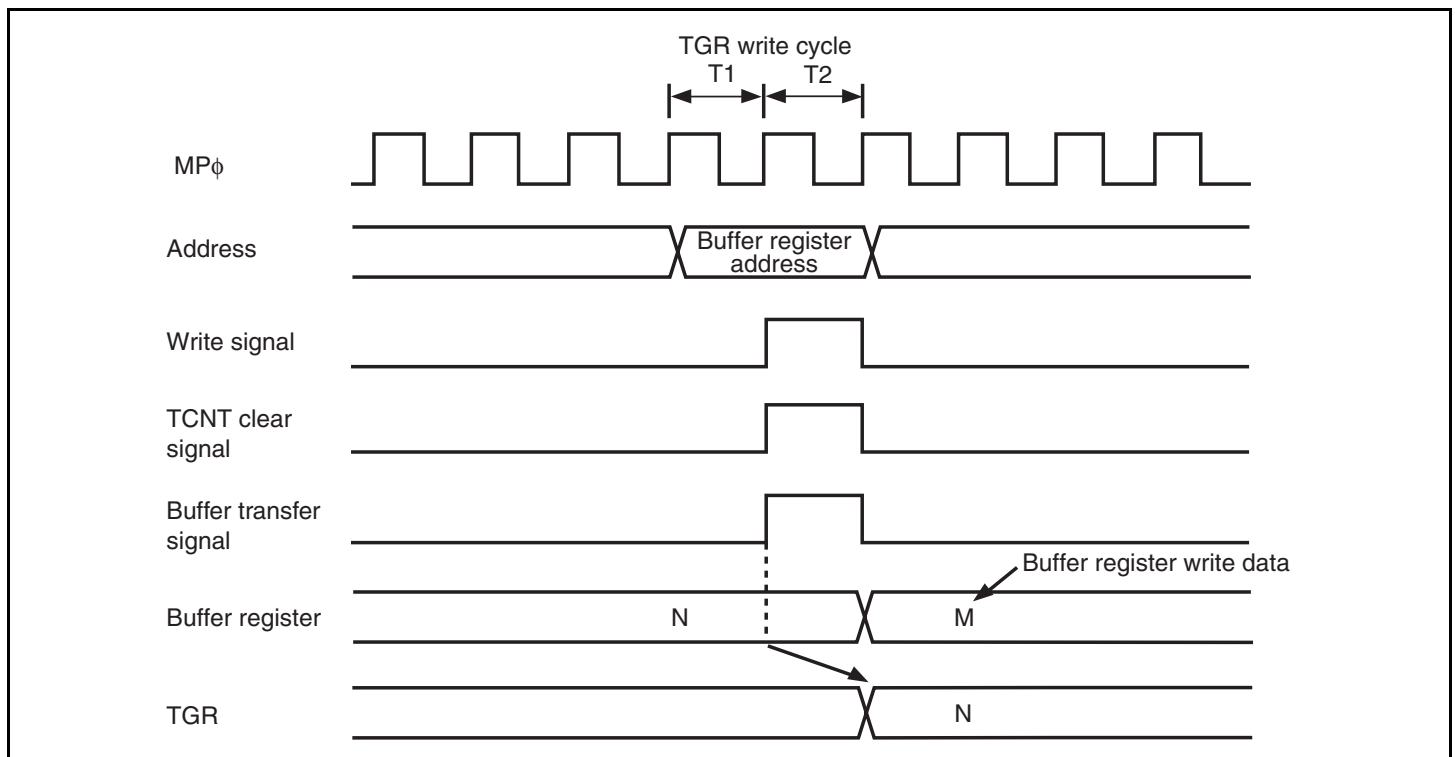 TGR write cycle
T1 T2
MPϕ
Address
Buffer register
address
Write signal
TCNT clear
signal
Buffer transfer
signal
Buffer register write data
Buffer register N M
TGR N